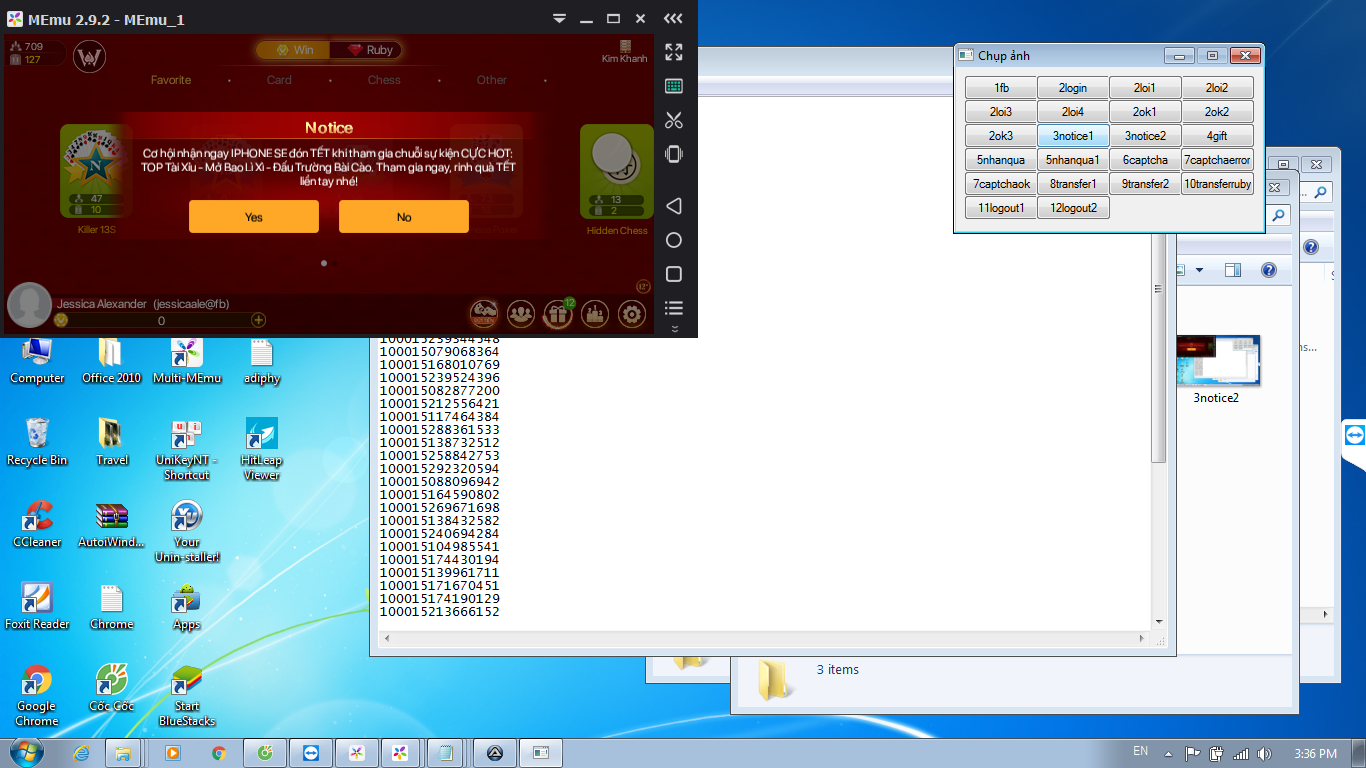 MEmu 2.9.2 - MEmu_1
709
127
Win
Ruby
Kim Khanh
Favorite
Card
Chess
Other
Notice
Cơ hội nhận ngay IPHONE SE đón TẾT khi tham gia chuỗi sự kiện CỰC HOT:
TOP Tài Xỉu - Mở Bao Lì Xì - Đấu Trường Bài Cào. Tham gia ngay, rinh quà TẾT
liền tay nhé!
Yes
No
N
47
10
Killer 13S
13
2
Hidden Chess
Jessica Alexander (jessicaale@fb)
0
12
Chụp ảnh
1fb
2login
2loi1
2loi2
2loi3
2loi4
2ok1
2ok2
2ok3
3notice1
3notice2
4gift
5nhanqua
5nhanqua1
6captcha
7captchaerror
7captchaok
8transfer1
9transfer2
10transferruby
11logout1
12logout2
100015239344548
100015079068364
100015168010769
100015239524396
100015082877200
100015212556421
100015117464384
100015288361533
100015138732512
100015258842753
100015292320594
100015088096942
100015164590802
100015269671698
100015138432582
100015240694284
100015104985541
100015174430194
100015139961711
100015171670451
100015174190129
100015213666152
3notice2
3 items
Computer
Office 2010
Multi-MEmu
adiphy
Recycle Bin
Travel
UniKeyNT -
Shortcut
HitLeap
Viewer
CCleaner
AutoiWind...
Your
Unin-staller!
Foxit Reader
Chrome
Apps
Google
Chrome
Cốc Cốc
Start
BlueStacks
EN
3:36 PM